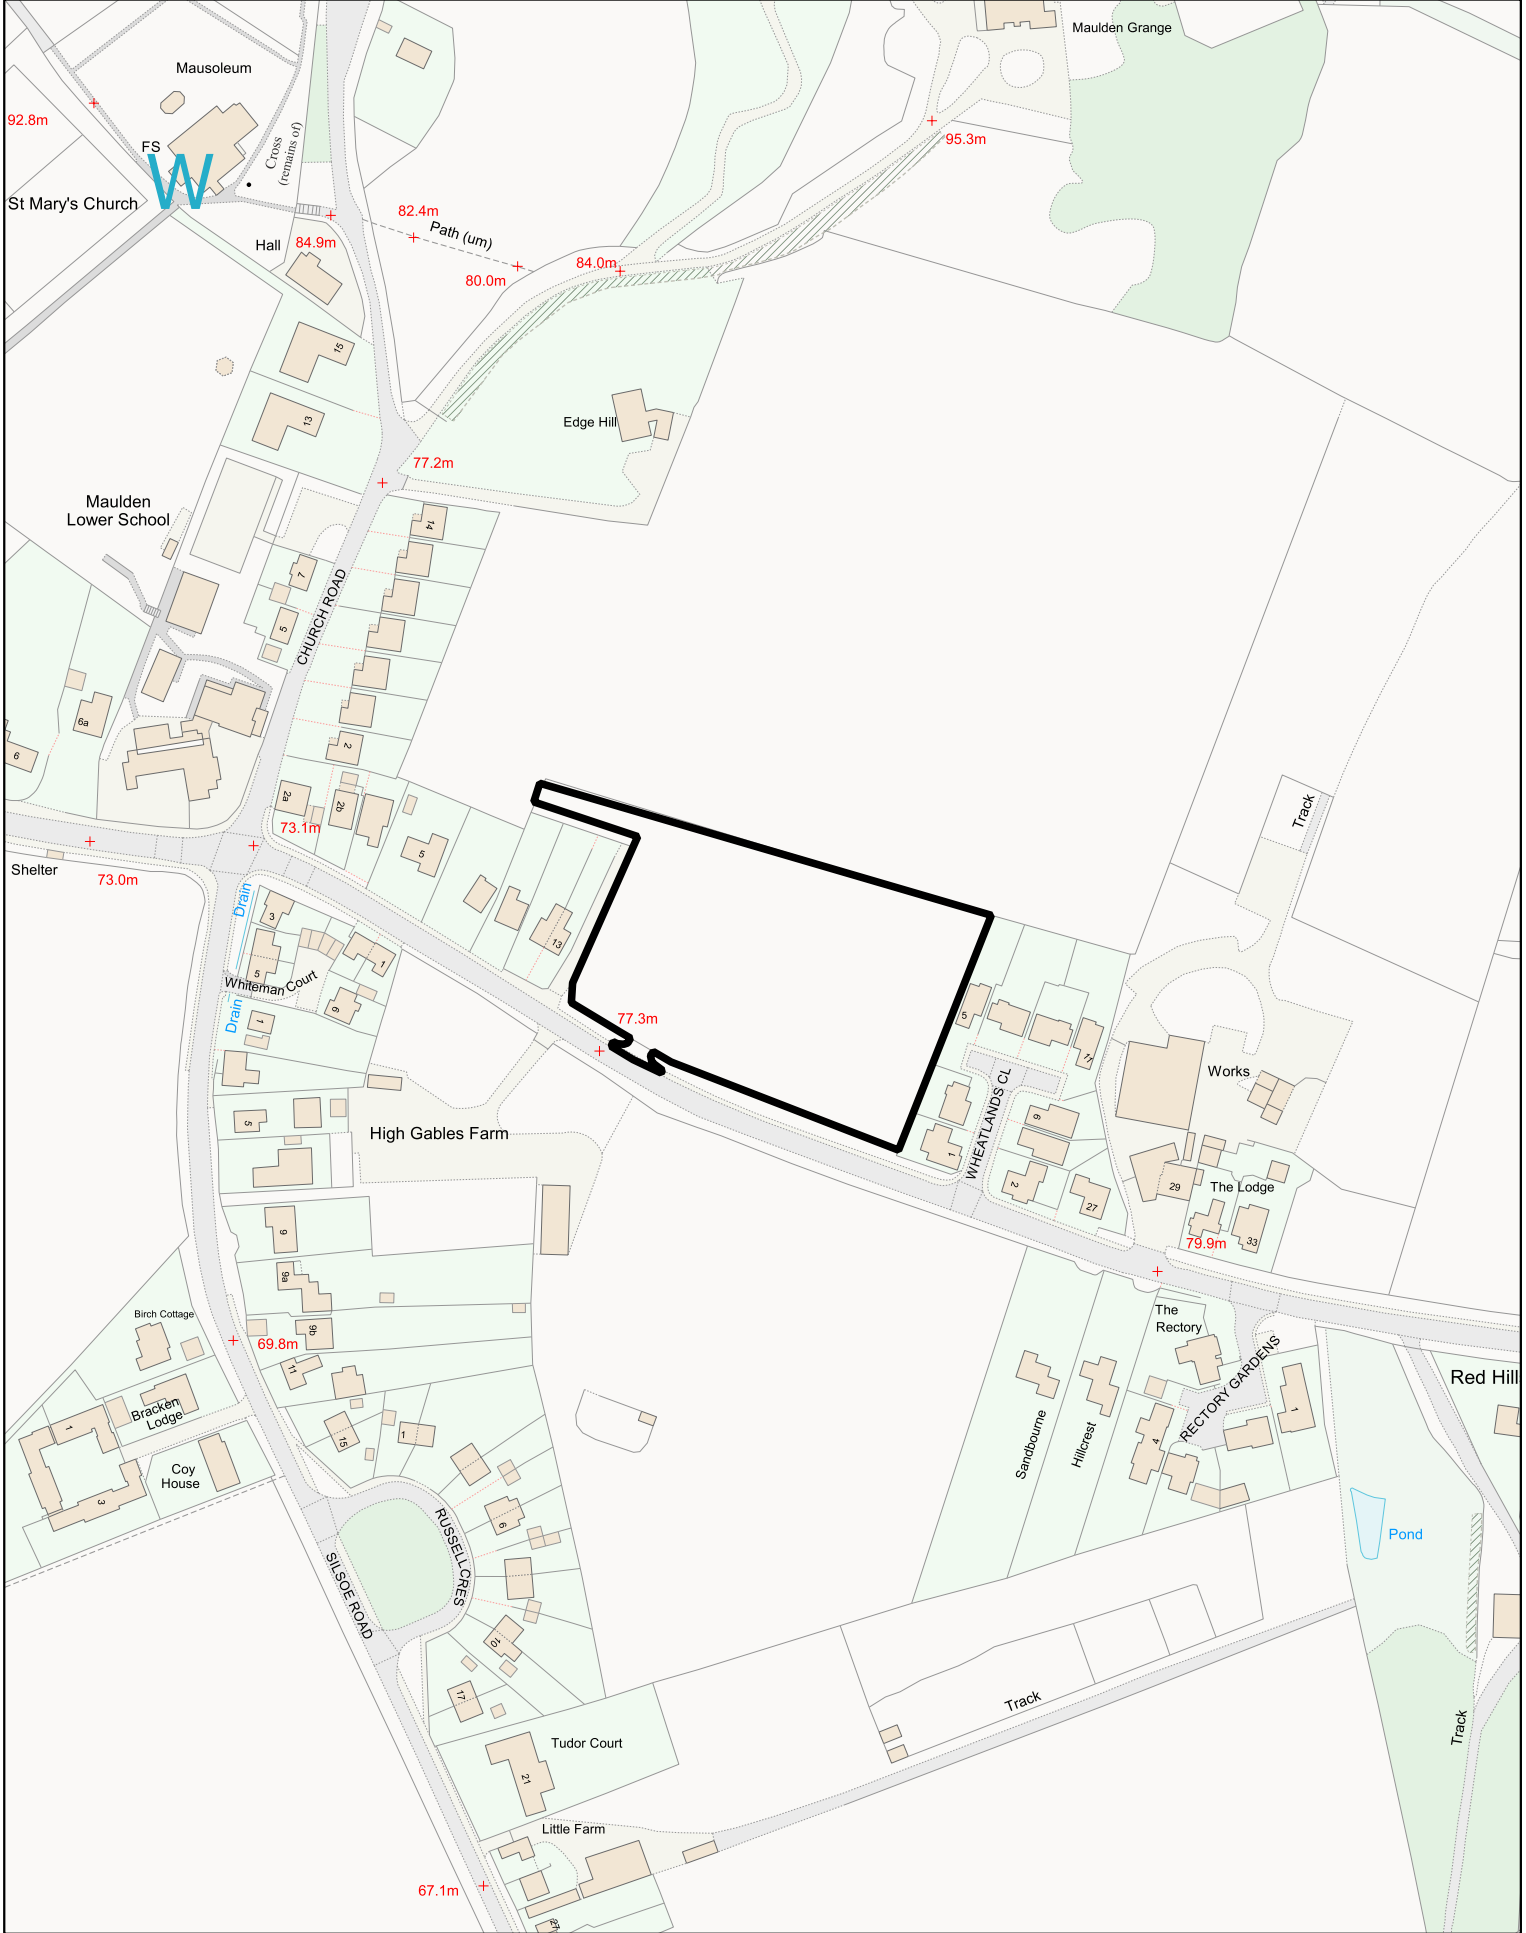 Maulden Grange
Mausoleum
92.8m
95.3m
FS
Cross
(remains of)
W
St Mary's Church
82.4m
Path (um)
Hall
84.9m
84.0m
80.0m
15
13
Edge Hill
77.2m
Maulden
Lower School
14
7
CHURCH ROAD
5
6a
2
6
2a
2b
73.1m
Track
5
Shelter
73.0m
Drain
3
13
1
5
Whiteman Court
6
Drain
1
77.3m
5
11
WHEATLANDS CL
Works
5
High Gables Farm
6
1
2
27
29
The Lodge
33
79.9m
9
9a
Birch Cottage
9b
69.8m
The
Rectory
RECTORY GARDENS
11
Red Hill
Bracken
Lodge
1
15
1
1
4
Sandbourne
Hillcrest
Coy
House
3
RUSSELL CRES
6
Pond
SILSOE ROAD
10
17
Track
Track
Tudor Court
21
Little Farm
67.1m
27